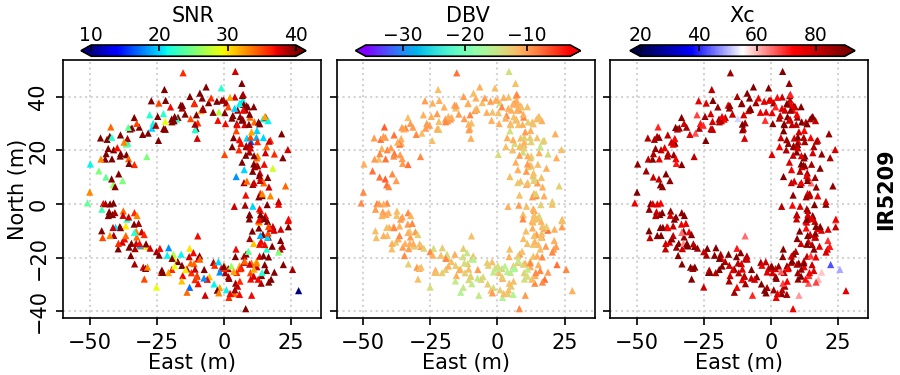 SNR DBV Xc
10 20 30 40 −30 −20 −10 20 40 60 80
North (m)
40
20
0
−20
−40
IR5209
−50 −25 0 25 −50 −25 0 25 −50 −25 0 25
East (m) East (m) East (m)